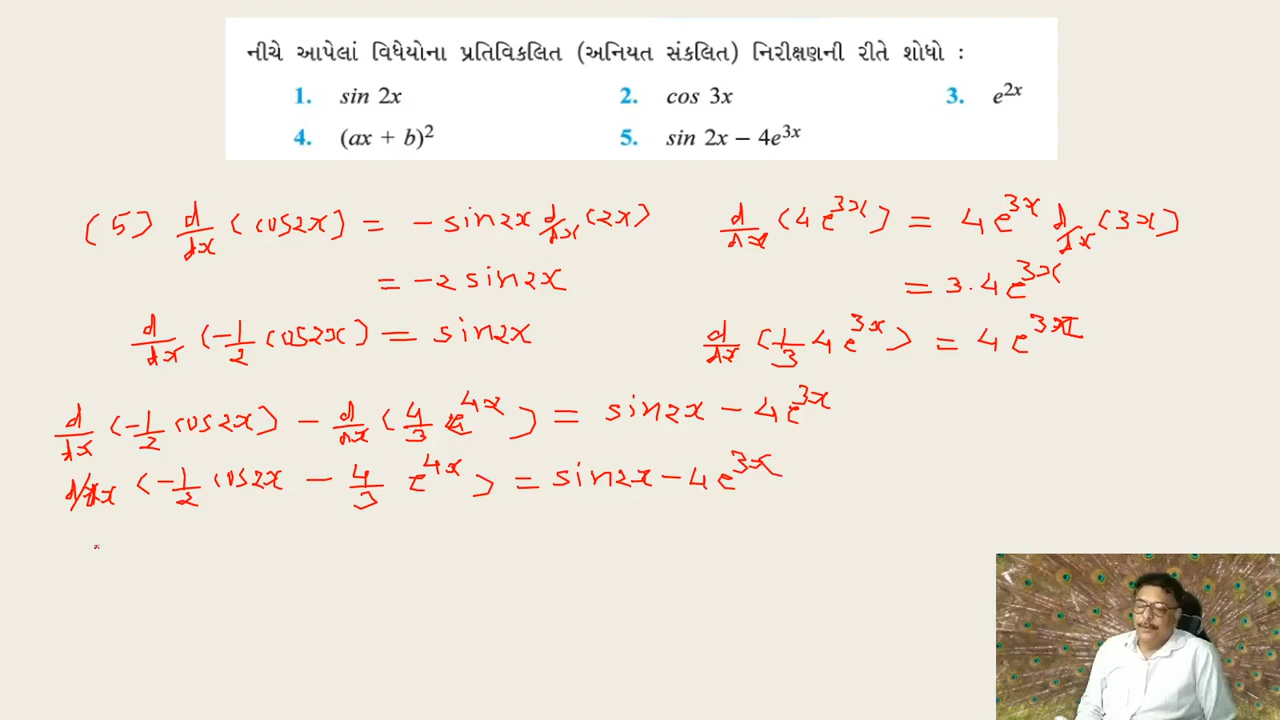 નીચે આપેલાં વિધેયોના પ્રતિવિકલિત (અનિયત સંકલિત) નિરીક્ષણની રીતે શોધો :
1. sin 2x 2. cos 3x 3. e^{2x}
4. (ax + b)^2 5. sin 2x – 4e^{3x}
(5) d/dx (cos2x) = -sin2x d/dx (2x) d/dx (4e^{3x}) = 4e^{3x} d/dx (3x)
= -2 sin2x = 3.4e^{3x}
d/dx (-1/2 cos2x) = sin2x d/dx (1/3 4e^{3x}) = 4e^{3x}
d/dx (-1/2 cos2x) - d/dx (4/3 e^{4x}) = sin2x - 4e^{3x}
d/dx (-1/2 cos2x - 4/3 e^{4x}) = sin2x - 4e^{3x}